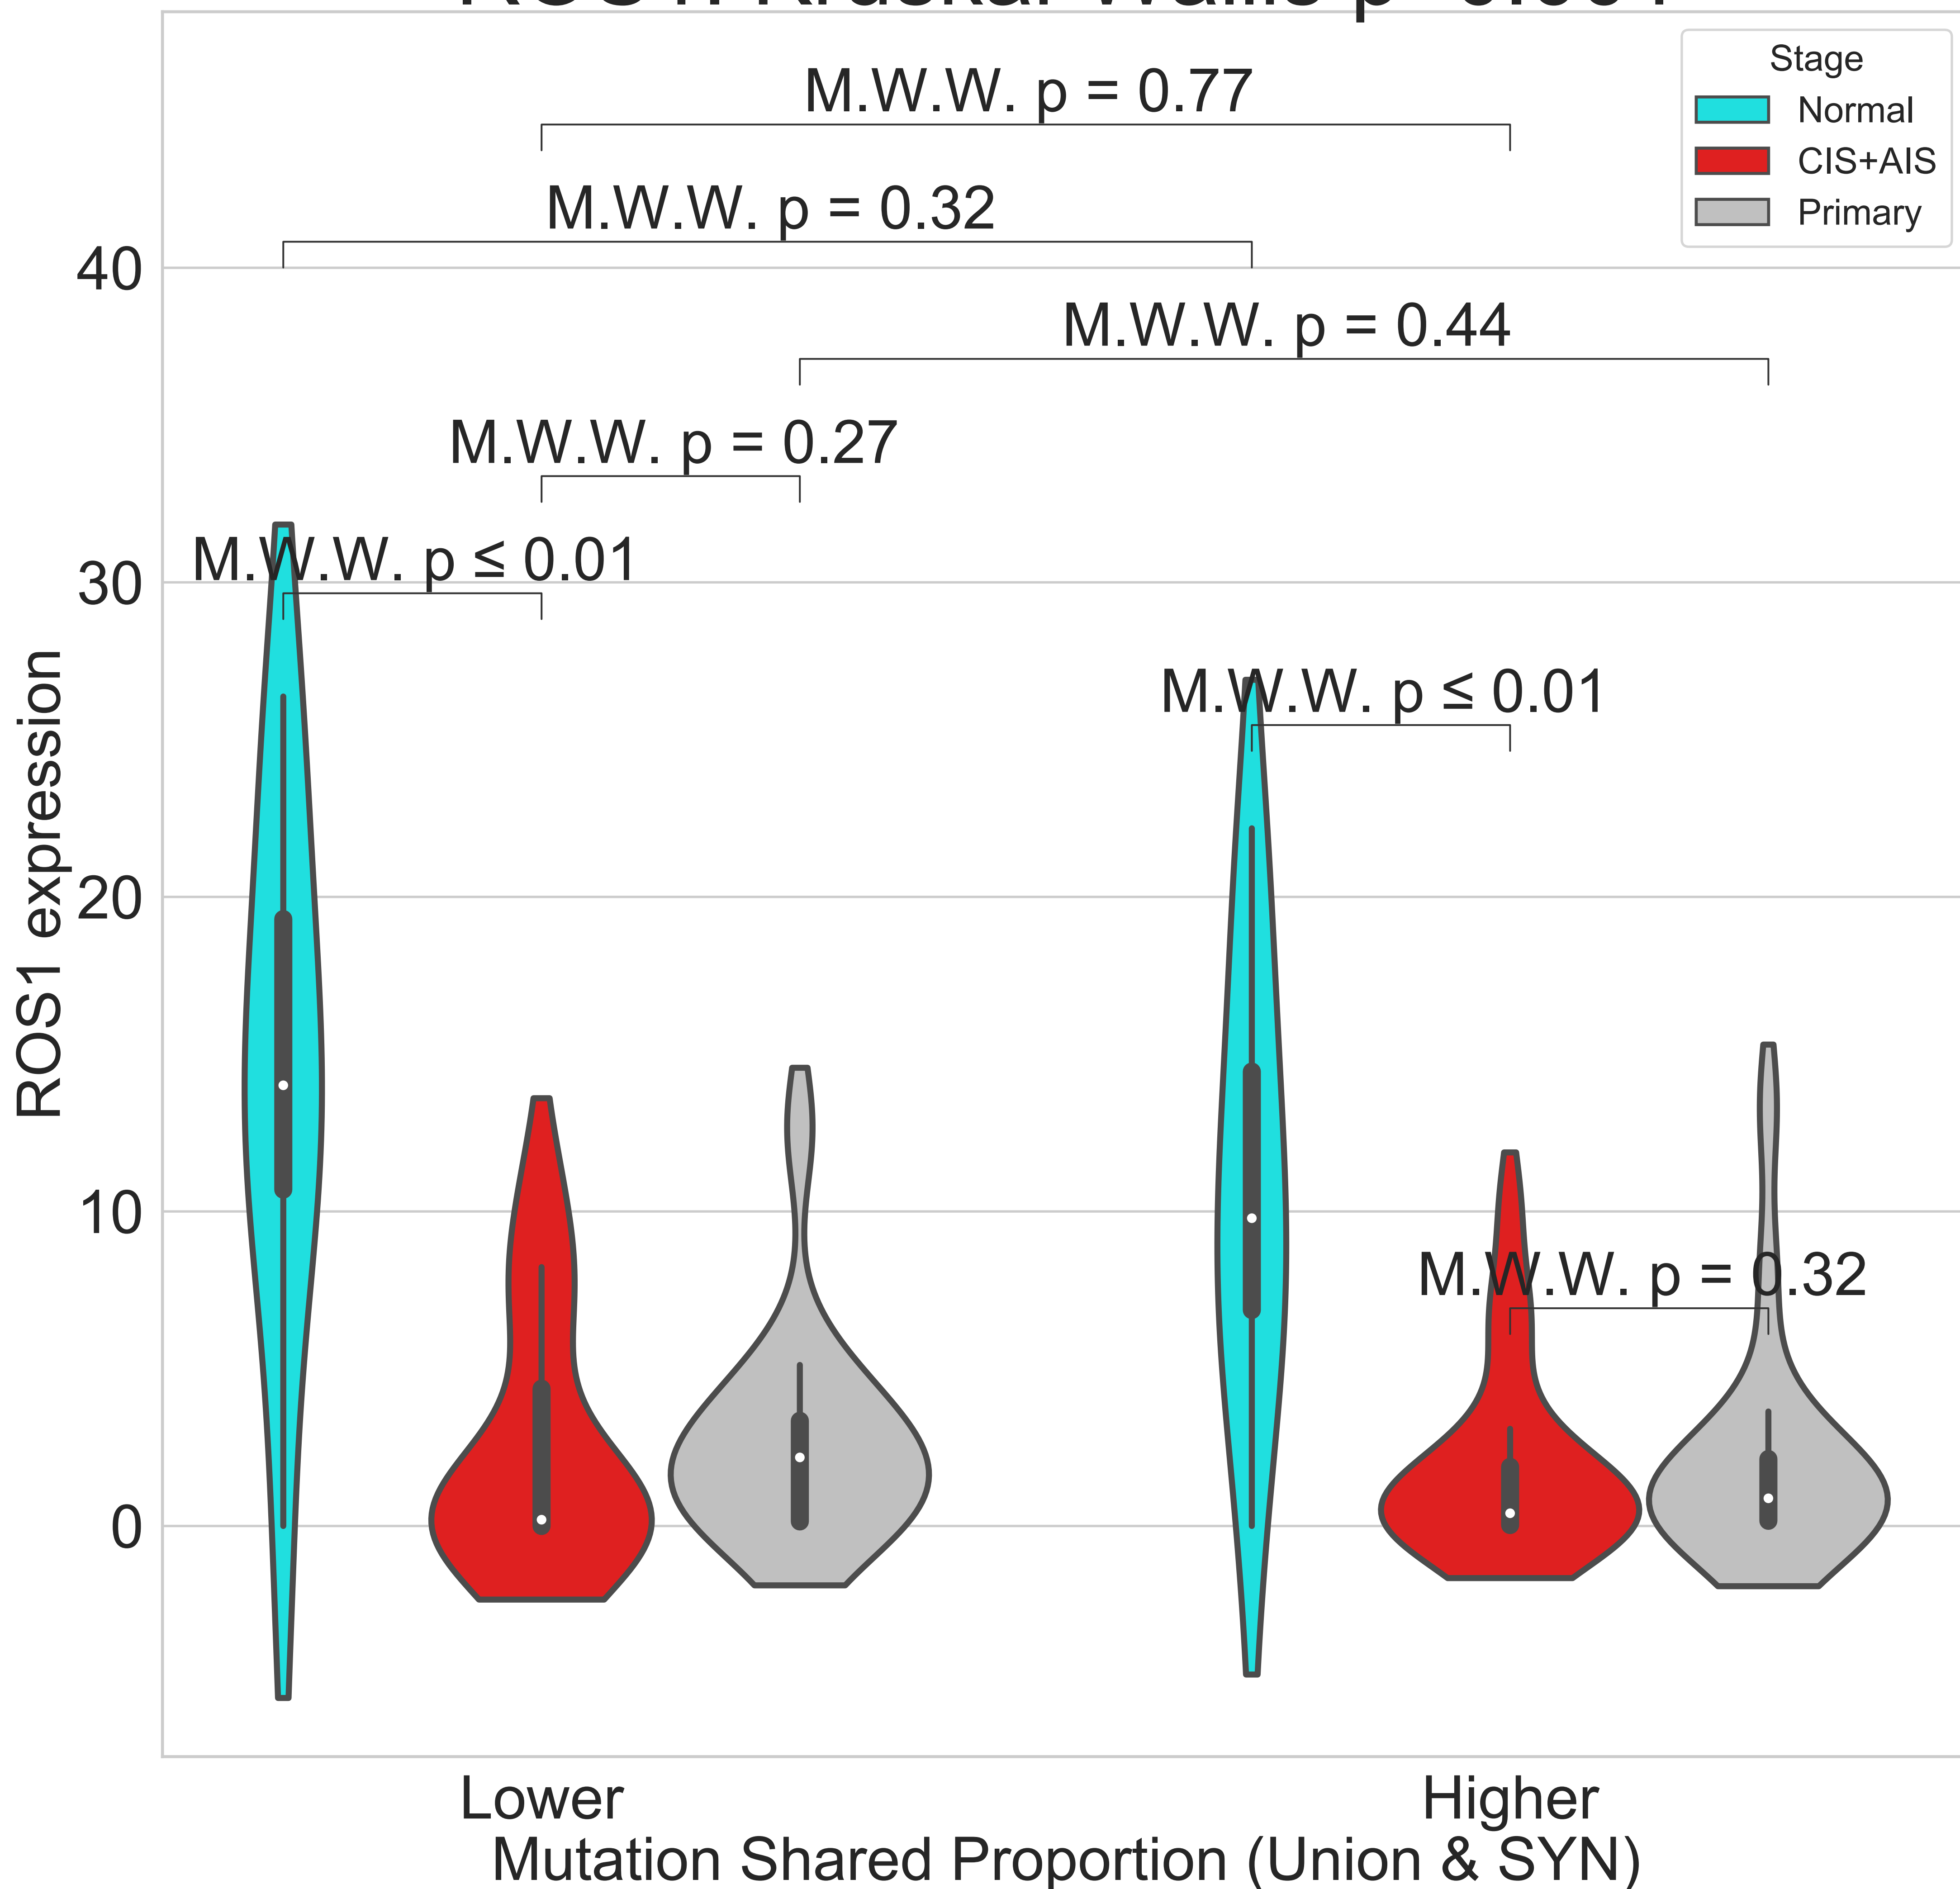 M.W.W. p = 0.77
M.W.W. p = 0.32
M.W.W. p = 0.44
M.W.W. p = 0.27
M.W.W. p ≤ 0.01
M.W.W. p ≤ 0.01
M.W.W. p = 0.32
Stage
Normal
CIS+AIS
Primary
40
30
20
10
0
ROS1 expression
Lower
Higher
Mutation Shared Proportion (Union & SYN)